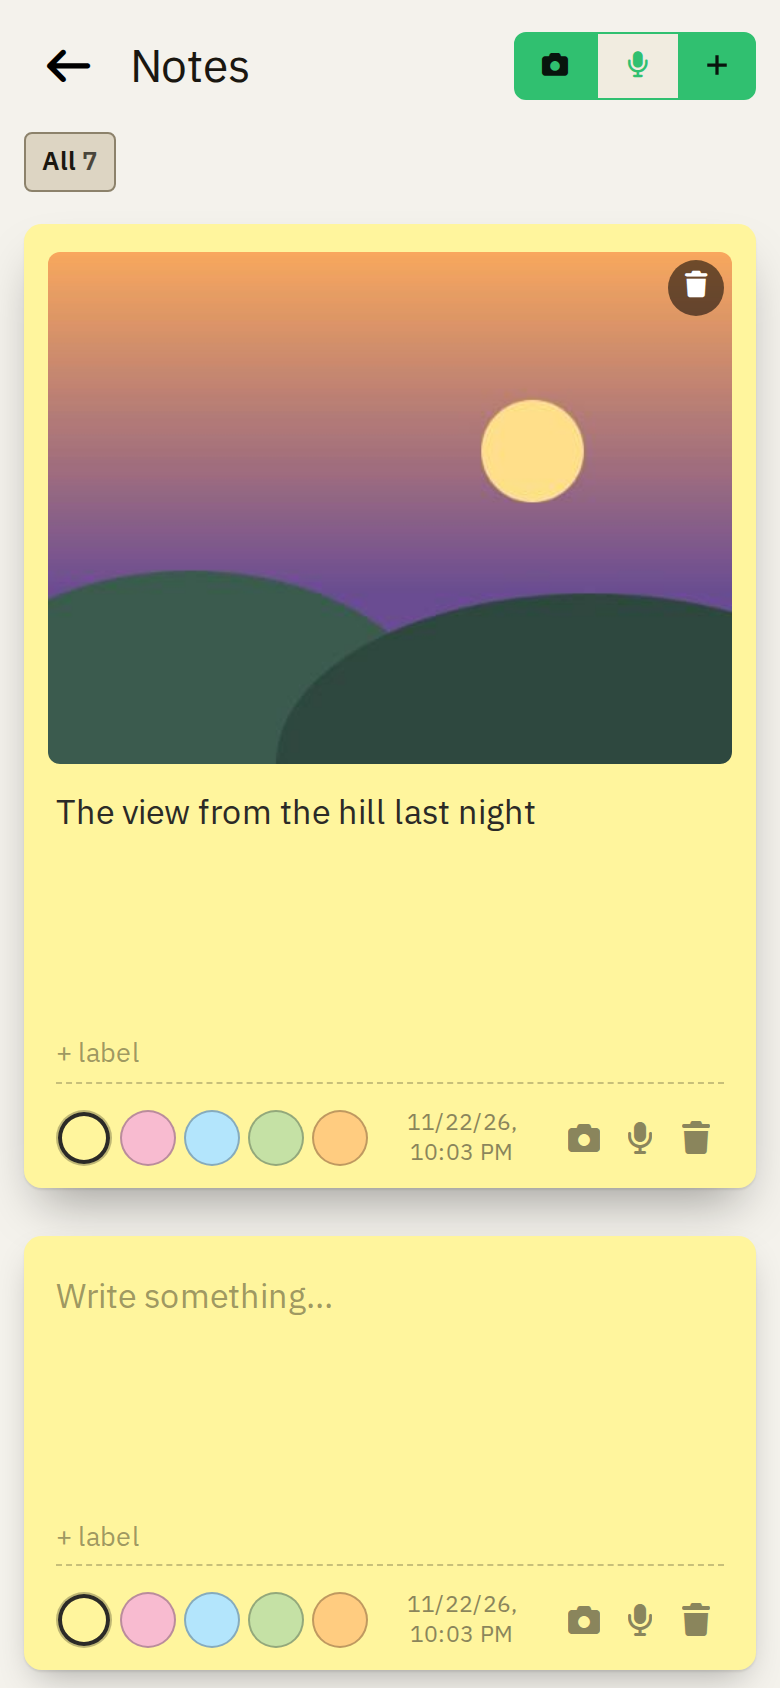 Notes
All 7
The view from the hill last night
+ label
11/22/26,
10:03 PM
Write something...
+ label
11/22/26,
10:03 PM